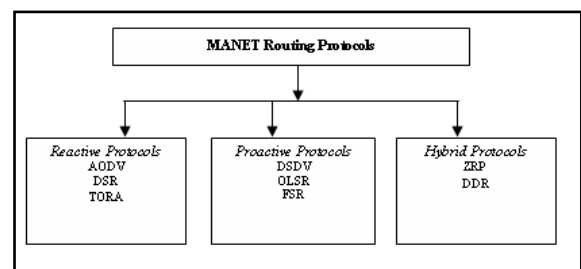 MANET Routing Protocols
Reactive Protocols
AODV
DSR
TORA
Proactive Protocols
DSDV
OLSR
FSR
Hybrid Protocols
ZRP
DDR